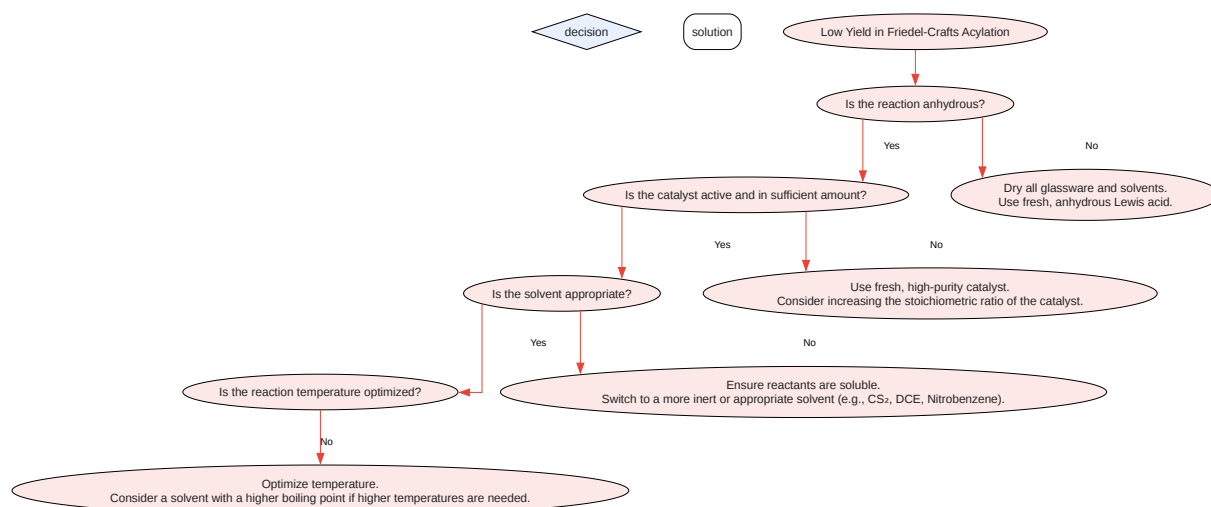 decision
solution
Low Yield in Friedel-Crafts Acylation
Is the reaction anhydrous?
Yes
No
Is the catalyst active and in sufficient amount?
Dry all glassware and solvents.
Use fresh, anhydrous Lewis acid.
Yes
No
Is the solvent appropriate?
Use fresh, high-purity catalyst.
Consider increasing the stoichiometric ratio of the catalyst.
Yes
No
Is the reaction temperature optimized?
Ensure reactants are soluble.
Switch to a more inert or appropriate solvent (e.g., CS₂, DCE, Nitrobenzene).
No
Optimize temperature.
Consider a solvent with a higher boiling point if higher temperatures are needed.